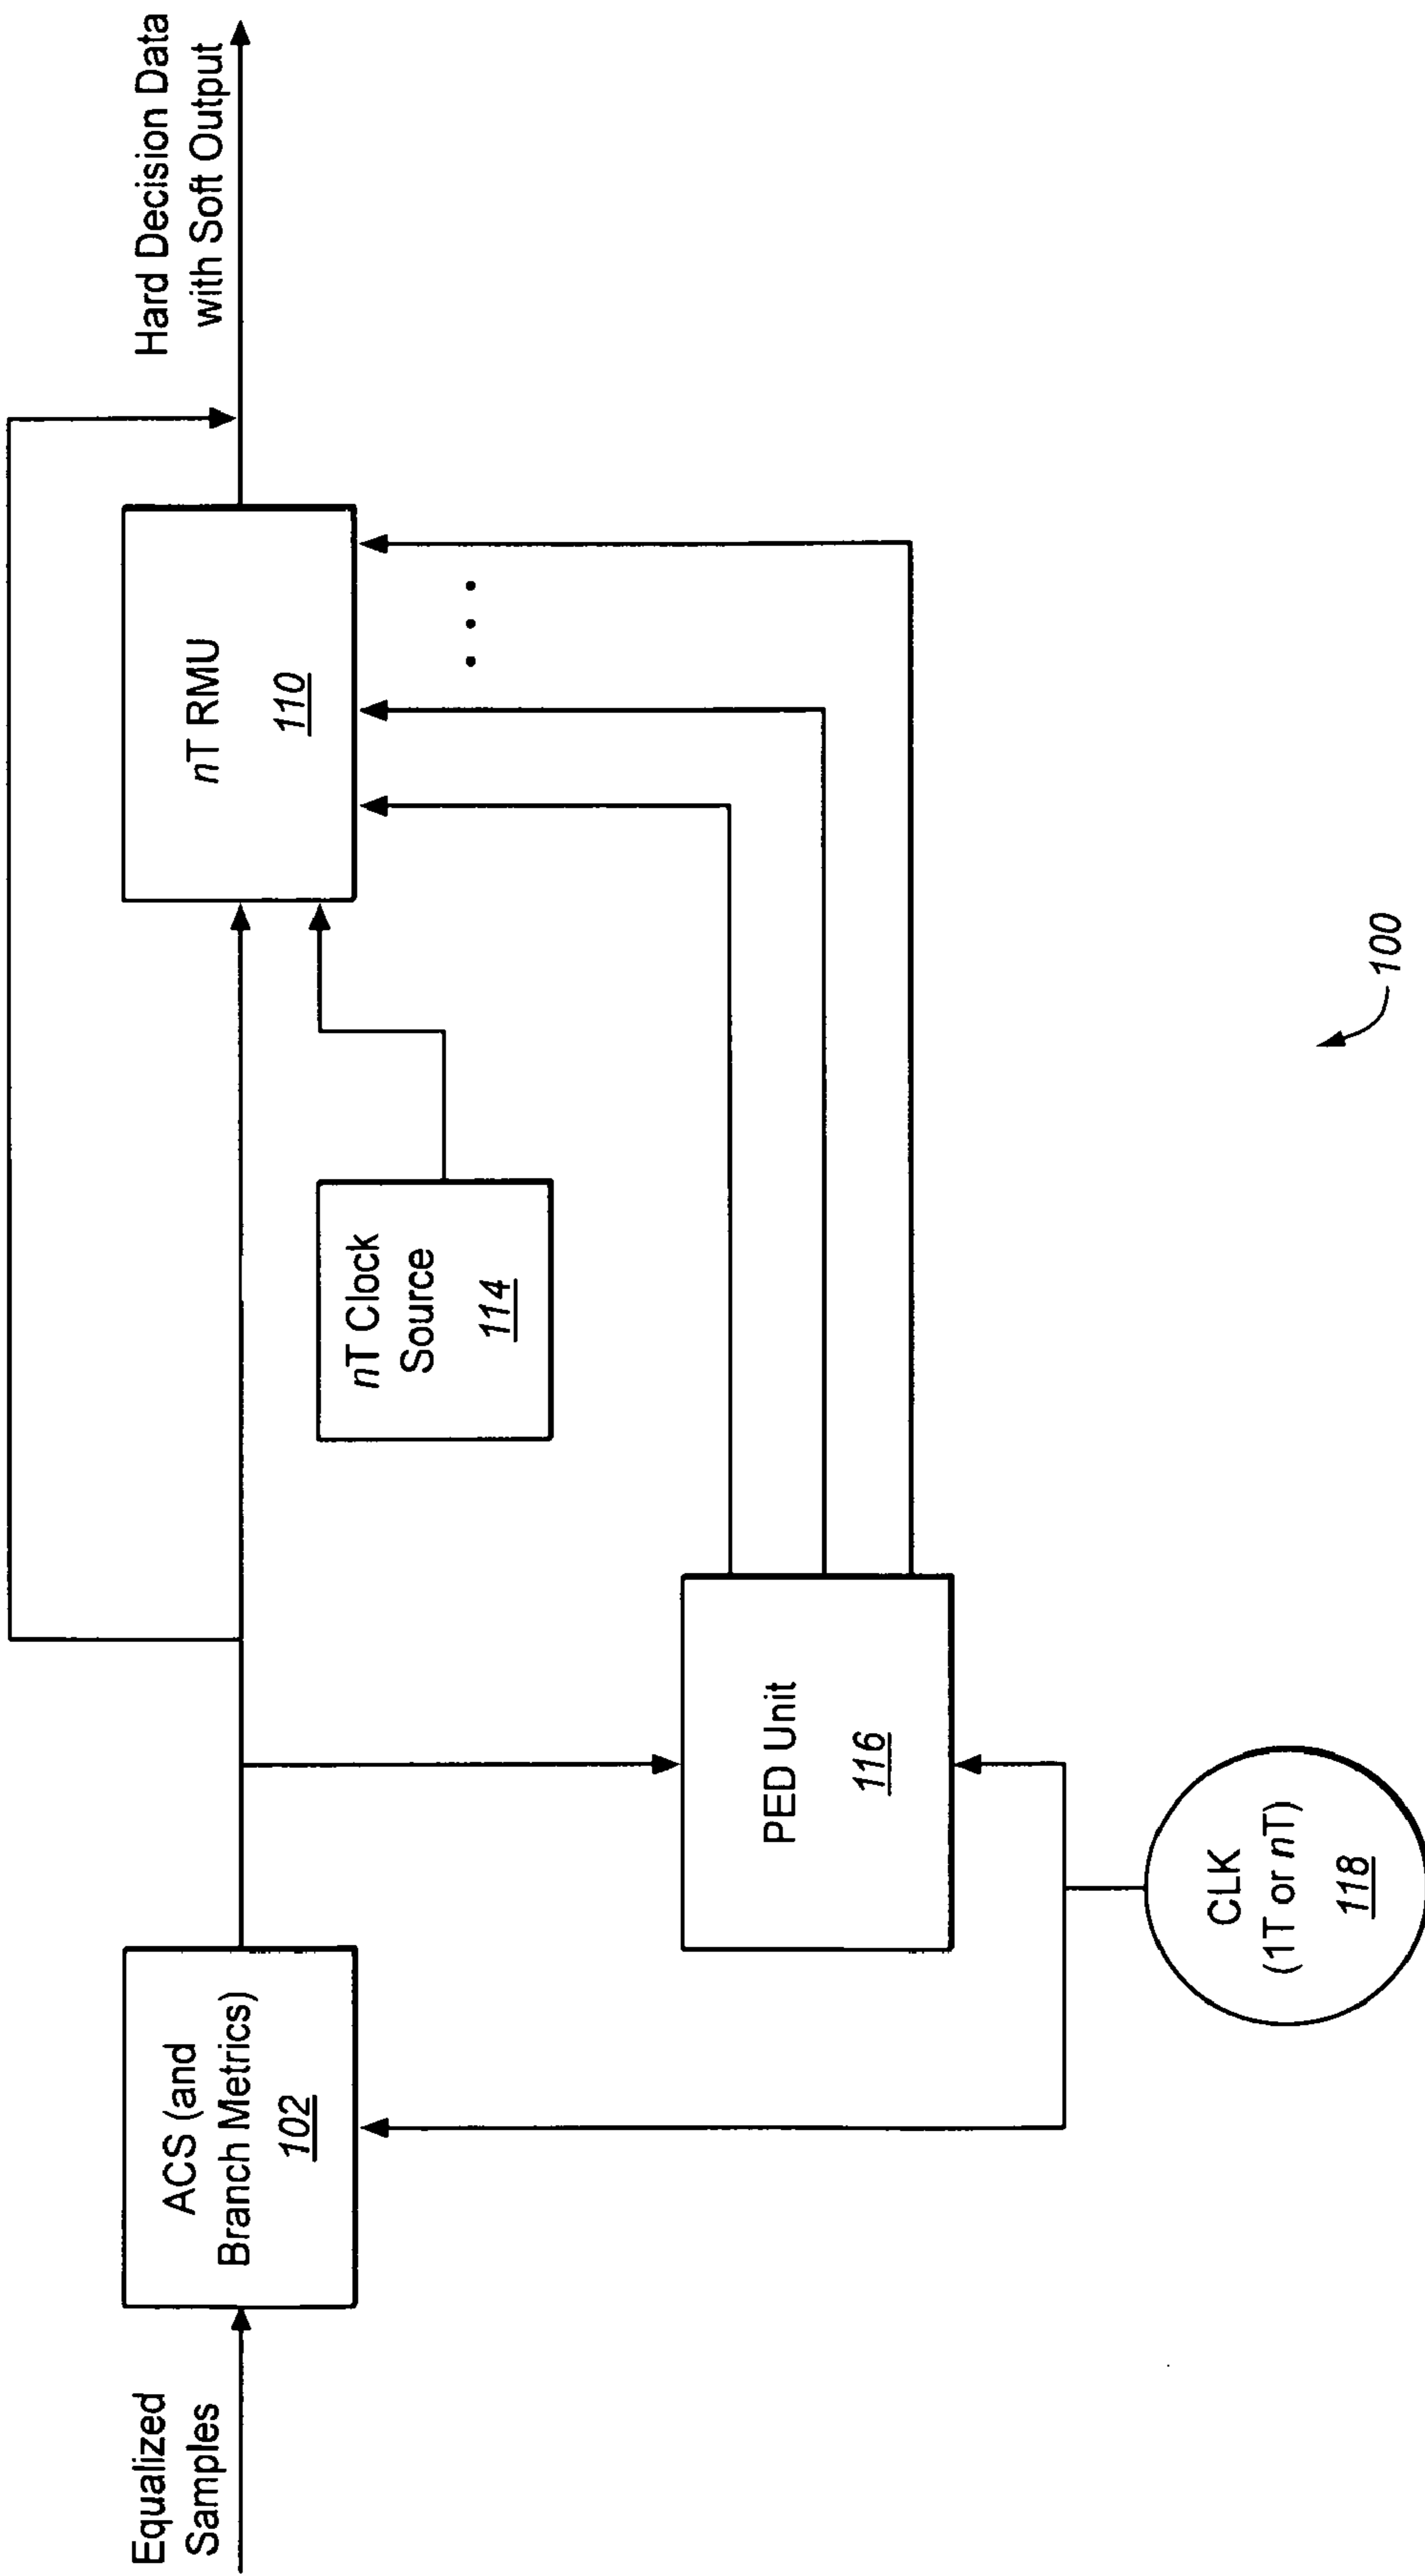 Equalized
Samples
ACS (and
Branch Metrics)
102
nT Clock
Source
114
nT RMU
110
Hard Decision Data
with Soft Output
PED Unit
116
CLK
(1T or nT)
118
100